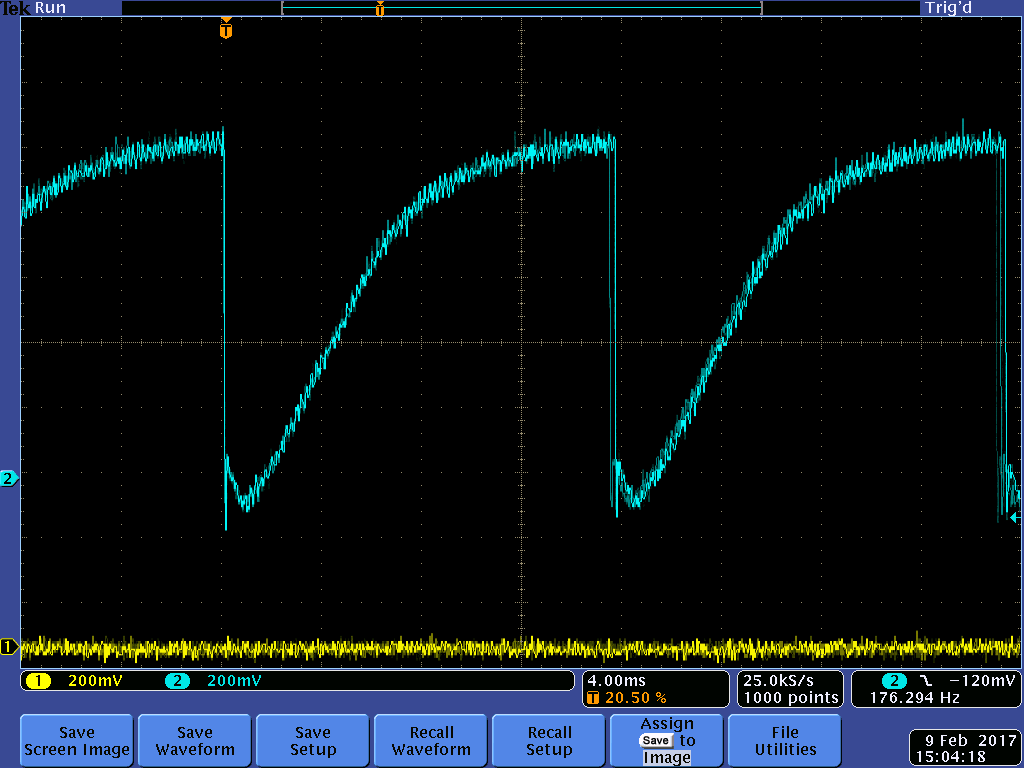 Tek Run Trig'd
T
T
2
1
1 200mV 2 200mV
4.00ms
T 20.50 %
25.0kS/s
1000 points
2 −120mV
176.294 Hz
Save
Screen Image
Save
Waveform
Save
Setup
Recall
Waveform
Recall
Setup
Assign
Save to
Image
File
Utilities
9 Feb 2017
15:04:18